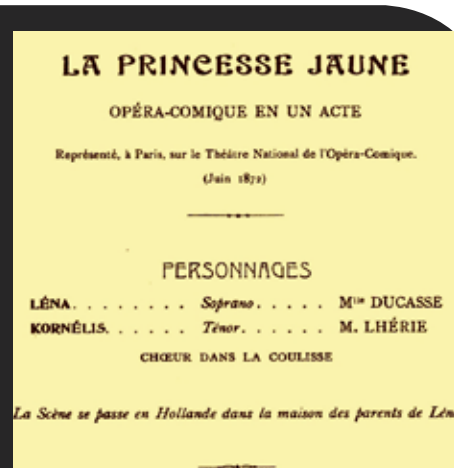 LA PRINCESSE JAUNE
OPÉRA-COMIQUE EN UN ACTE
Représenté, à Paris, sur le Théâtre National de l'Opéra-Comique.
(Juin 1872)
PERSONNAGES
LÉNA. . . . . . . . Soprano. . . . . Mlle DUCASSE
KORNÉLIS. . . . . . Ténor. . . . . . M. LHÉRIE
CHŒUR DANS LA COULISSE
La Scène se passe en Hollande dans la maison des parents de Lén